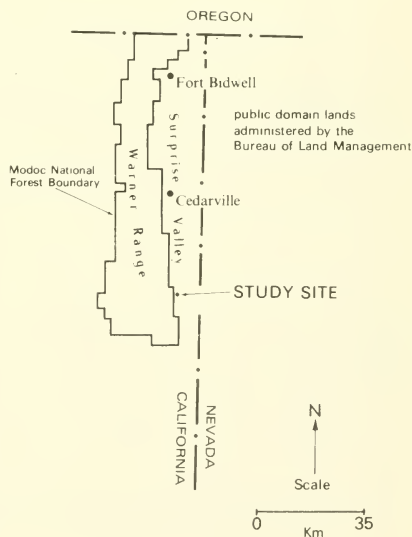 OREGON
Fort Bidwell
public domain lands
administered by the
Bureau of Land Management
Surprise Valley
Modoc National
Forest Boundary
Warner Range
Cedarville
STUDY SITE
NEVADA
CALIFORNIA
N
Scale
0 35
Km